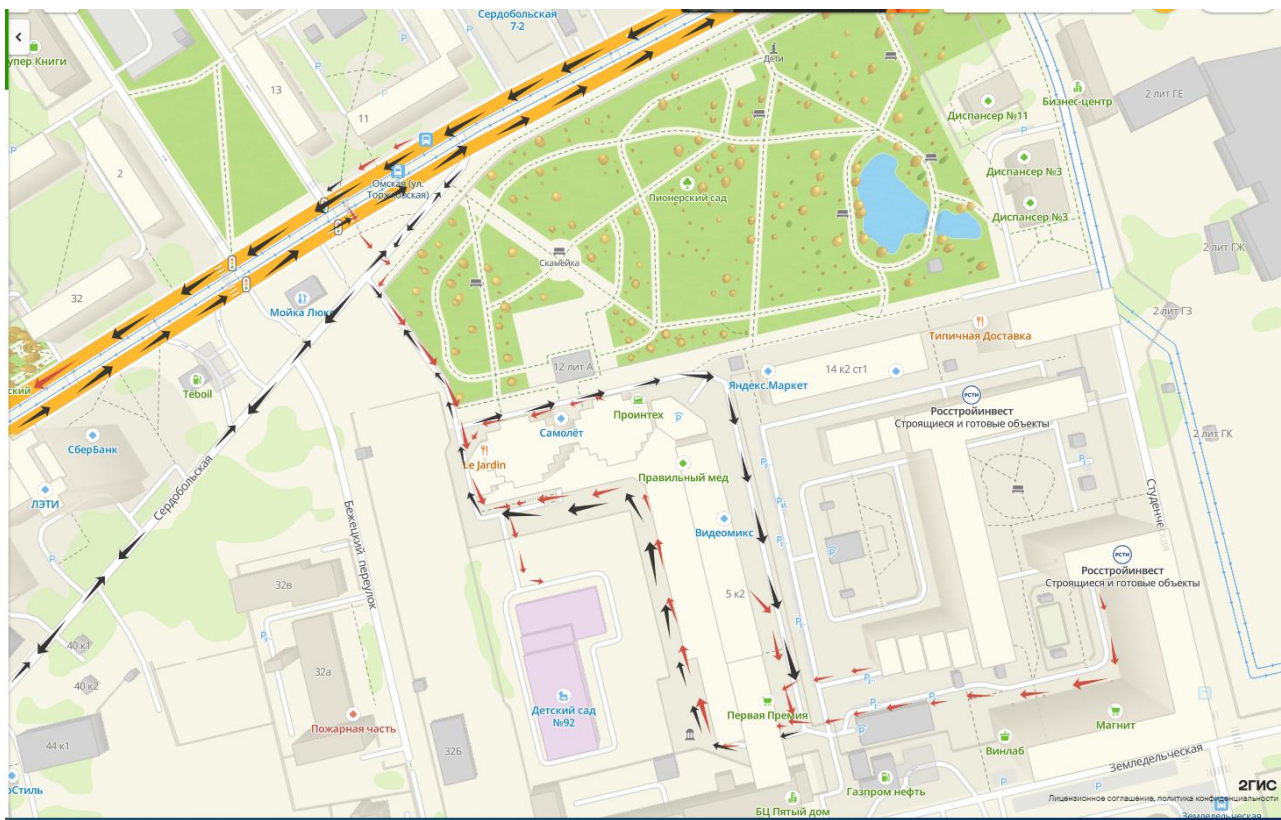 Сердобольская
7-2
упер Книги
P
P
13
Дети
Бизнес-центр
2 лит ГЕ
Диспансер №11
11
P
2
Омская (ул.
Торжковская)
Диспансер №3
Пионерский сад
Диспансер №3
2 лит ГЖ
Скамейка
32
Мойка Люкс
2 лит ГЗ
Типичная Доставка
12 лит А
14 к2 ст1
Teboil
ский
Яндекс.Маркет
РСТИ
Проинтех
P
Росстройинвест
Строящиеся и готовые объекты
Самолёт
СберБанк
2 лит ГК
Le Jardin
P
P
Правильный мед
ЛЭТИ
Сердобольская
P
Студенческая
Бежецкий переулок
Видеомикс
P
РСТИ
Росстройинвест
Строящиеся и готовые объекты
32в
5 к2
P
P
40 к1
32а
P
40 к2
Детский сад
№92
Первая Премия
P
Магнит
Пожарная часть
44 к1
32Б
Винлаб
Земледельческая
оСтиль
Газпром нефть
P
2ГИС
Лицензионное соглашение, политика конфиденциальности
БЦ Пятый дом
Земледельческая